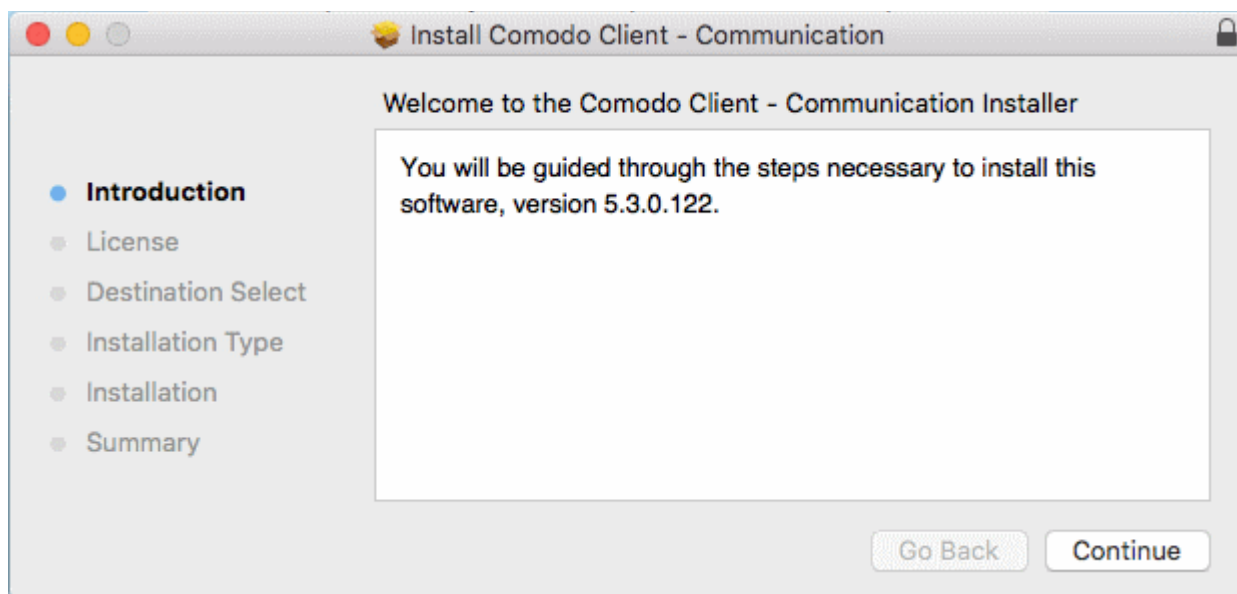 Install Comodo Client - Communication
Welcome to the Comodo Client - Communication Installer
Introduction
License
Destination Select
Installation Type
Installation
Summary
You will be guided through the steps necessary to install this
software, version 5.3.0.122.
Go Back
Continue